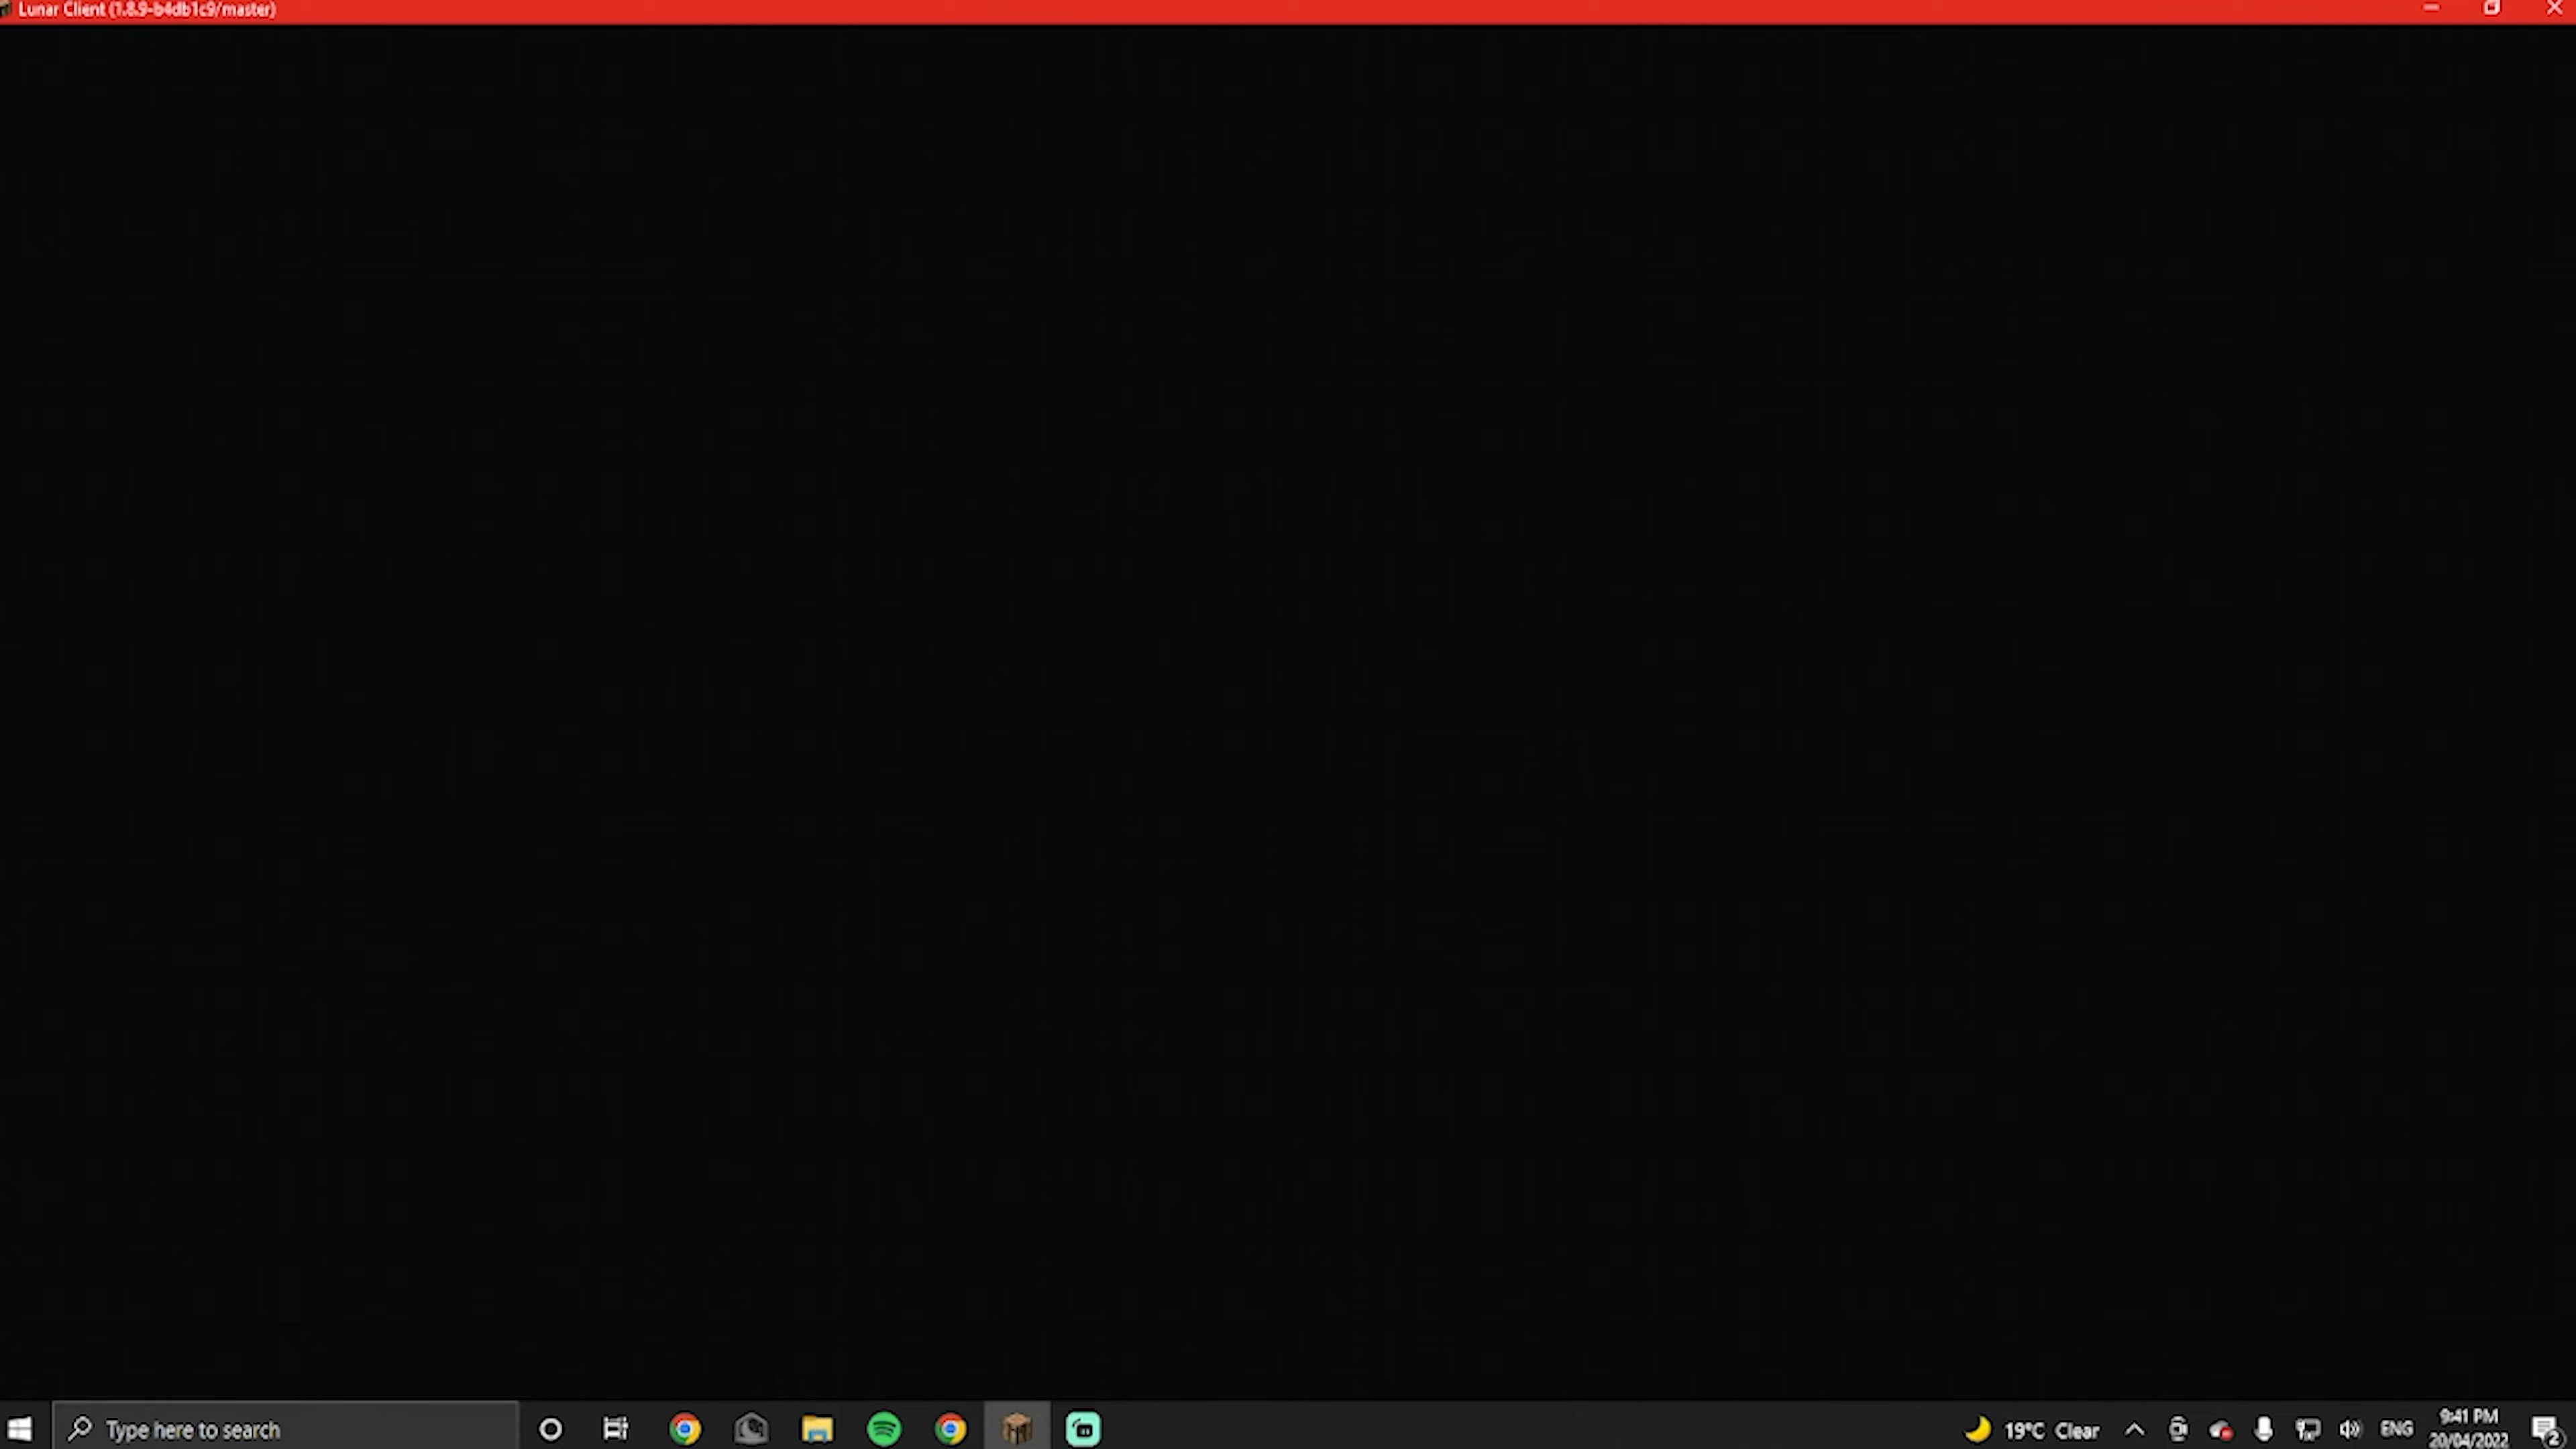 Lunar Client (1.8.9-b4db1c9/master)
Type here to search
19°C Clear
ENG
9:41 PM
20/04/2022
2